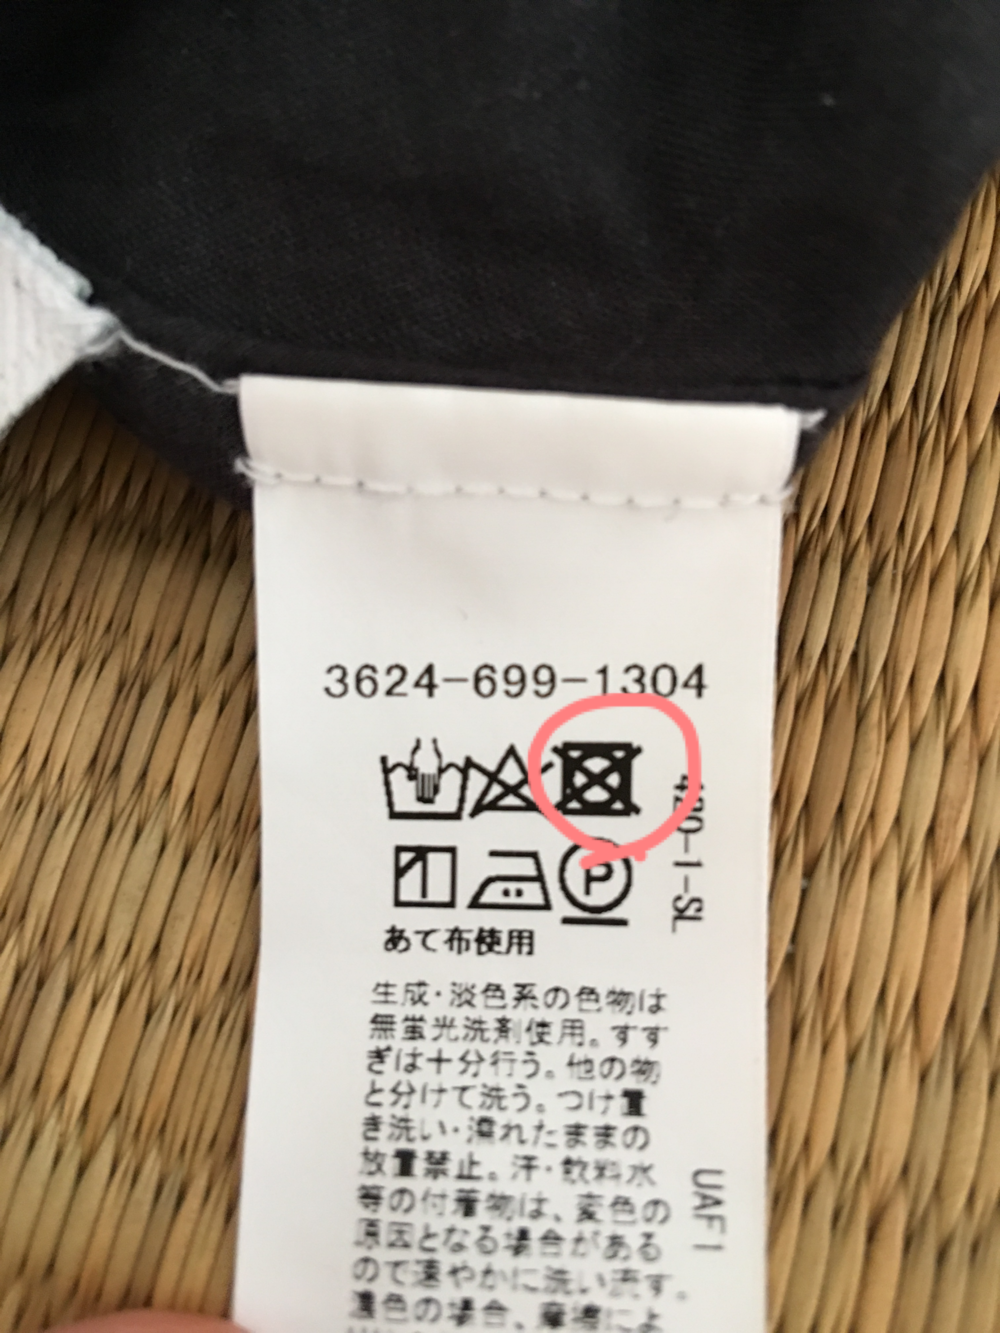 3624-699-1304
P
あて布使用
420-1-SL
生成・淡色系の色物は
無蛍光洗剤使用。すす
ぎは十分行う。他の物
と分けて洗う。つけ置
き洗い・濡れたままの
放置禁止。汗・飲料水
等の付着物は、変色の
原因となる場合がある
ので速やかに洗い流す。
濃色の場合、摩擦によ
UAF1